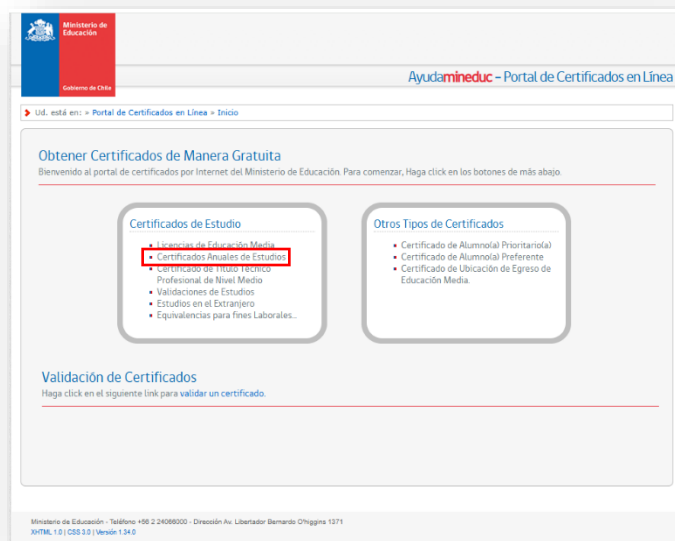 Ministerio de
Educación
Gobierno de Chile
Ayudamineduc - Portal de Certificados en Línea
Ud. está en: » Portal de Certificados en Línea » Inicio
Obtener Certificados de Manera Gratuita
Bienvenido al portal de certificados por Internet del Ministerio de Educación. Para comenzar, Haga click en los botones de más abajo.
Certificados de Estudio
Licencias de Educación Media
Certificados Anuales de Estudios
Certificado de Título Técnico
Profesional de Nivel Medio
Validaciones de Estudios
Estudios en el Extranjero
Equivalencias para fines Laborales...
Otros Tipos de Certificados
Certificado de Alumno(a) Prioritario(a)
Certificado de Alumno(a) Preferente
Certificado de Ubicación de Egreso de
Educación Media.
Validación de Certificados
Haga click en el siguiente link para validar un certificado.
Ministerio de Educación - Teléfono +56 2 24066000 - Dirección Av. Libertador Bernardo O'higgins 1371
XHTML 1.0 | CSS 3.0 | Versión 1.34.0